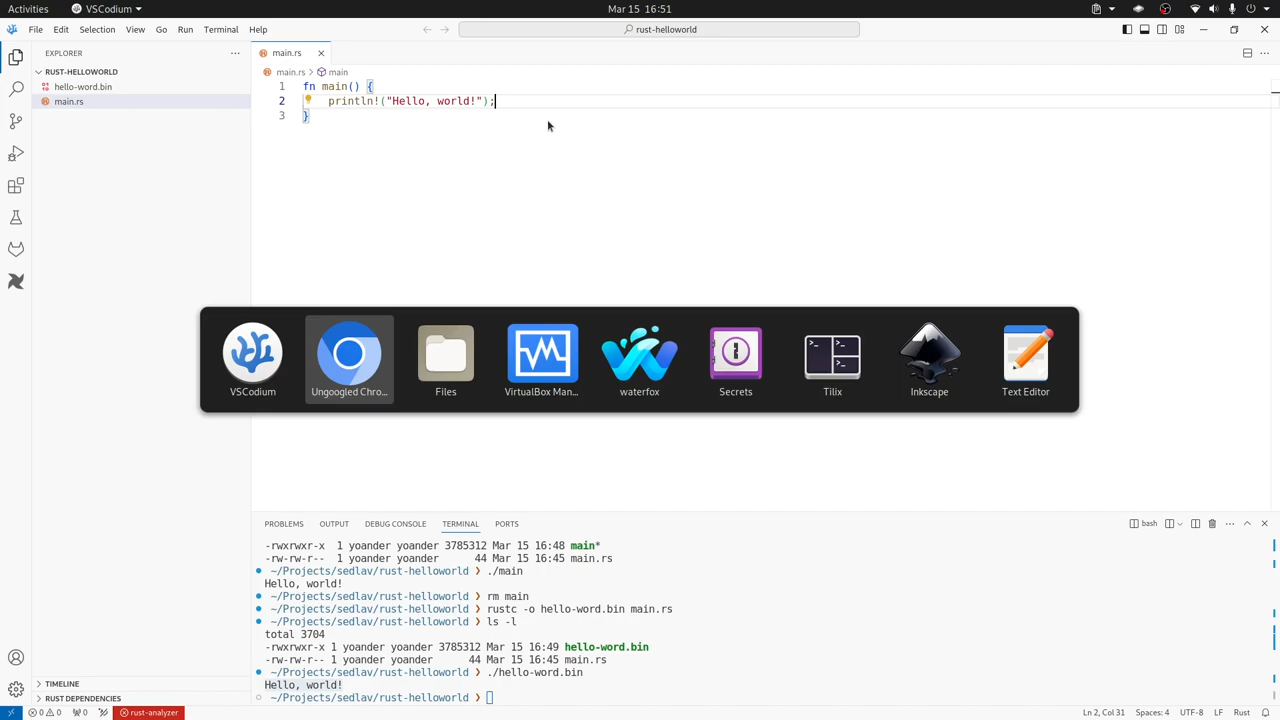 Activities VSCodium Mar 15 16:51
File Edit Selection View Go Run Terminal Help rust-helloworld
EXPLORER
main.rs
RUST-HELLOWORLD
main.rs main
hello-word.bin
main.rs
1 fn main() {
2 println!("Hello, world!");
3 }
VSCodium Ungoogled Chro... Files VirtualBox Man... waterfox Secrets Tilix Inkscape Text Editor
PROBLEMS OUTPUT DEBUG CONSOLE TERMINAL PORTS bash
-rwxrwxr-x 1 yoander yoander 3785312 Mar 15 16:48 main*
-rw-rw-r-- 1 yoander yoander 44 Mar 15 16:45 main.rs
~/Projects/sedlav/rust-helloworld ❯ ./main
Hello, world!
~/Projects/sedlav/rust-helloworld ❯ rm main
~/Projects/sedlav/rust-helloworld ❯ rustc -o hello-word.bin main.rs
~/Projects/sedlav/rust-helloworld ❯ ls -l
total 3704
-rwxrwxr-x 1 yoander yoander 3785312 Mar 15 16:49 hello-word.bin
-rw-rw-r-- 1 yoander yoander 44 Mar 15 16:45 main.rs
~/Projects/sedlav/rust-helloworld ❯ ./hello-word.bin
Hello, world!
~/Projects/sedlav/rust-helloworld ❯
TIMELINE
RUST DEPENDENCIES
0 0 0 rust-analyzer Ln 2, Col 31 Spaces: 4 UTF-8 LF Rust